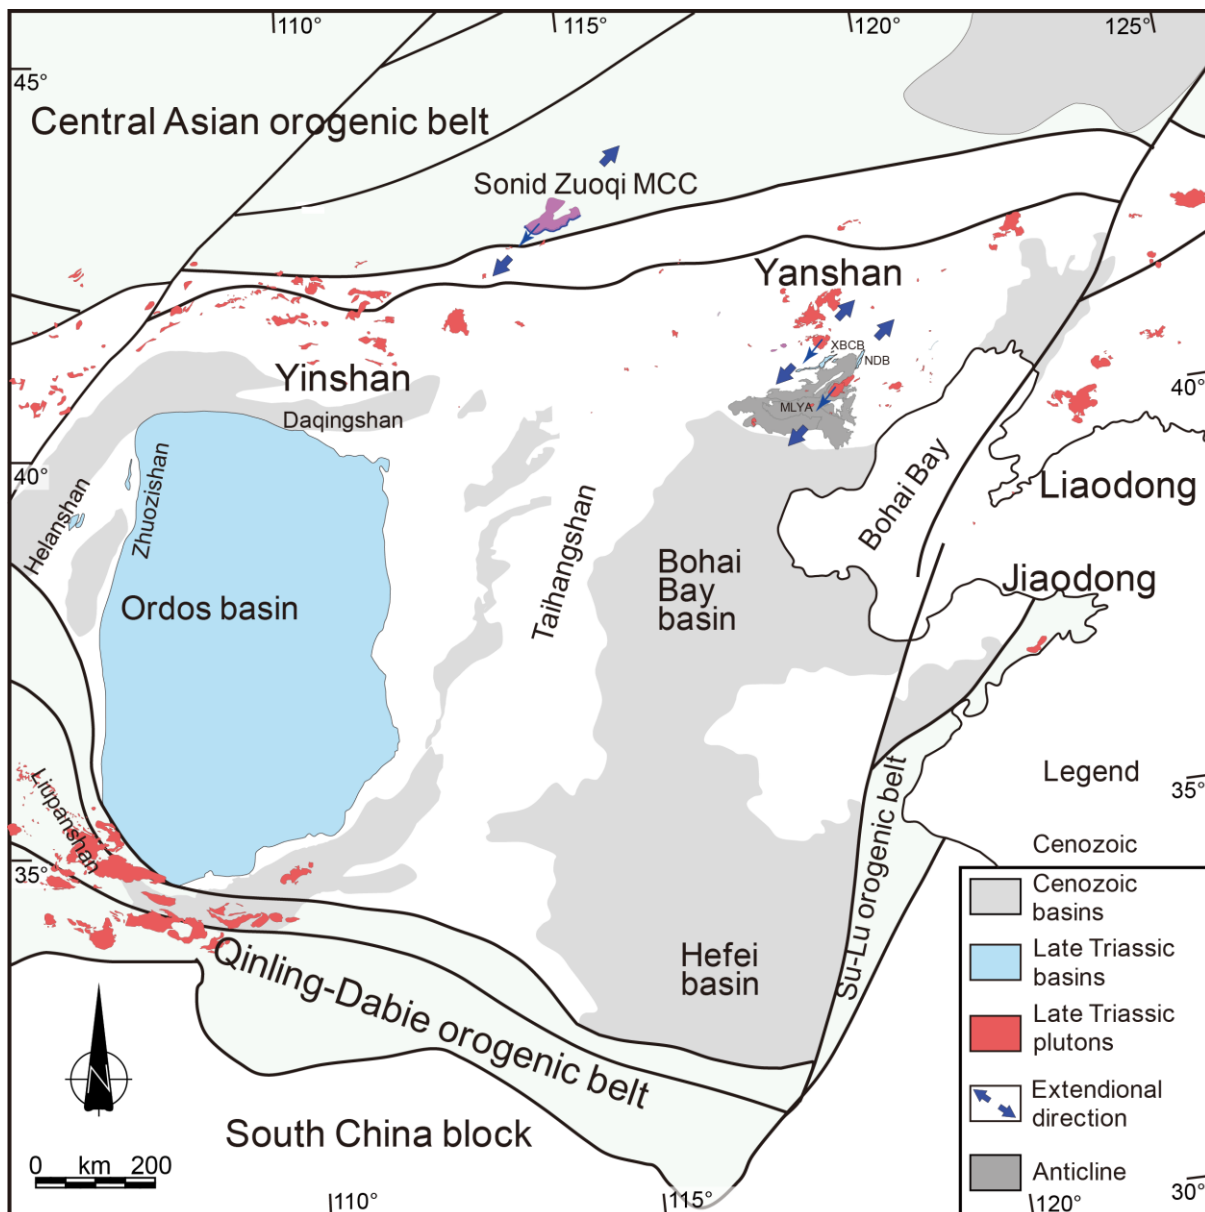 110°
115°
120°
125°
45°
Central Asian orogenic belt
Sonid Zuoqi MCC
Yanshan
XBCB
NDB
Yinshan
MLYA
40°
Daqingshan
40°
Helanshan
Zhuozishan
Bohai Bay
Liaodong
Taihangshan
Bohai
Bay
basin
Jiaodong
Ordos basin
Liupanshan
Legend
35°
Su-Lu orogenic belt
Cenozoic
35°
Cenozoic
basins
Late Triassic
basins
Late Triassic
plutons
Extendional
direction
Anticline
Hefei
basin
Qinling-Dabie orogenic belt
N
South China block
0 km 200
110°
115°
120°
30°